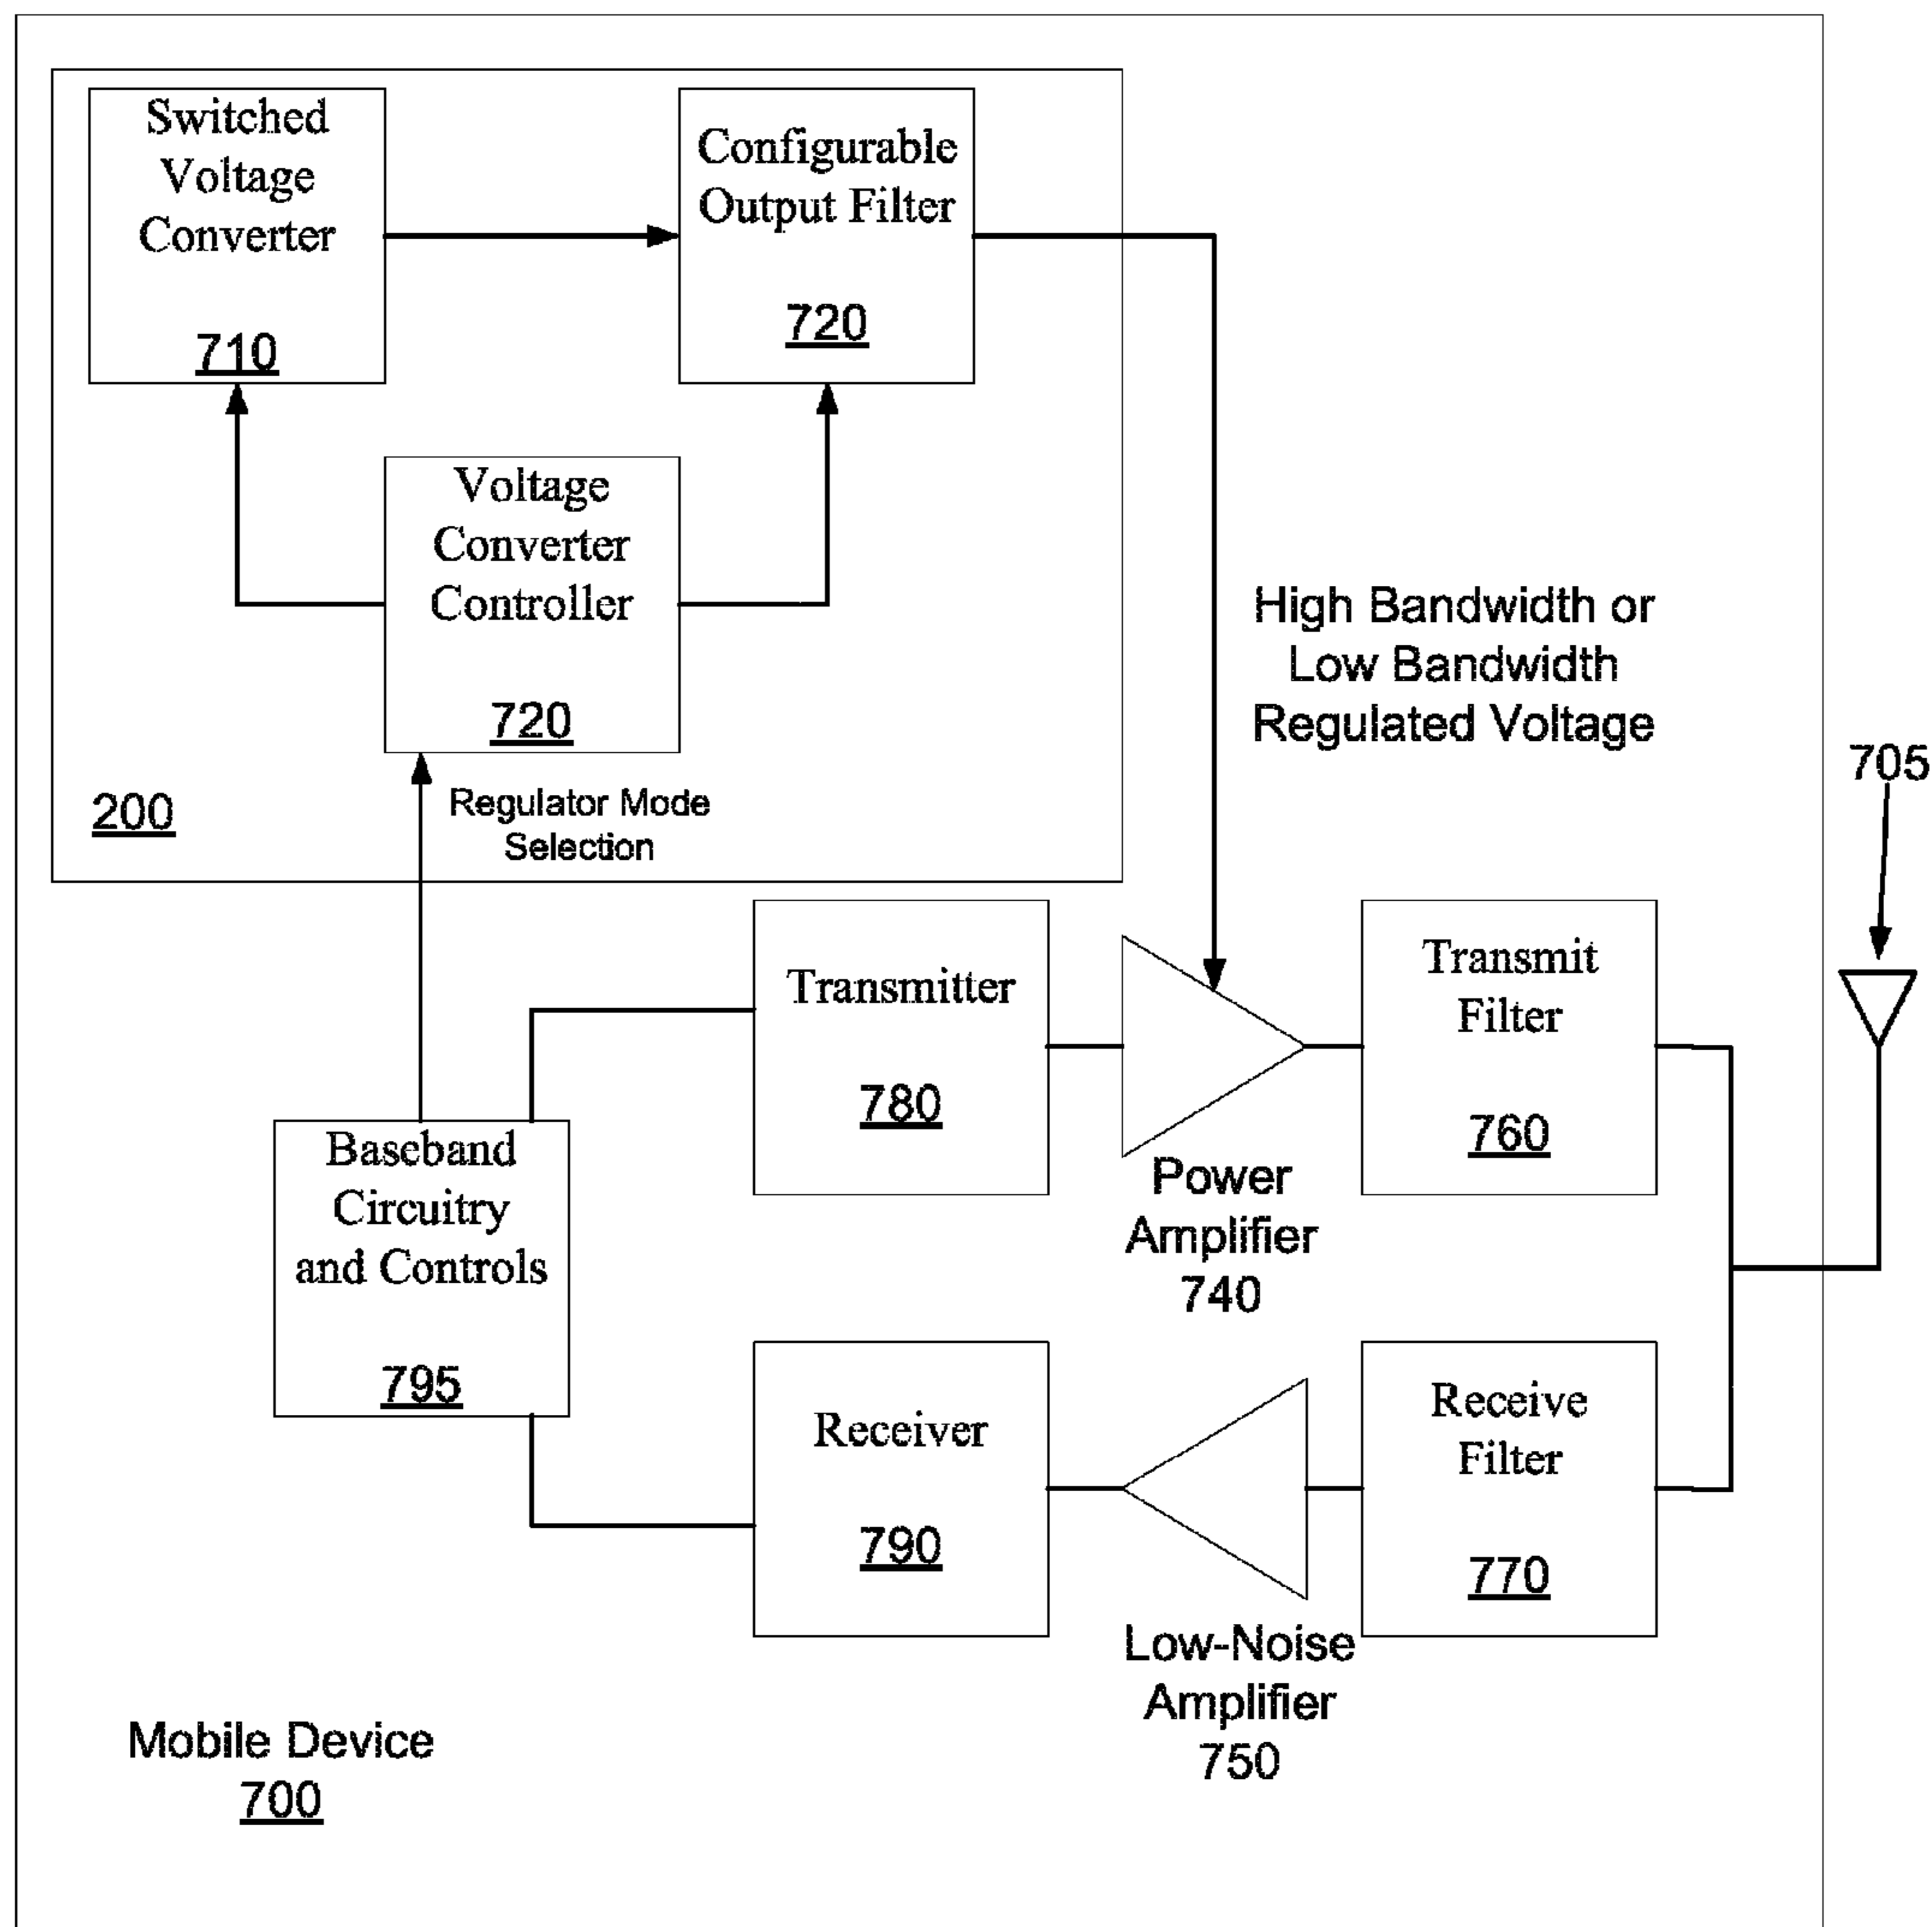 Switched
Voltage
Converter
710
Configurable
Output Filter
720
Voltage
Converter
Controller
720
200
Regulator Mode
Selection
High Bandwidth or
Low Bandwidth
Regulated Voltage
705
Transmitter
780
Power
Amplifier
740
Transmit
Filter
760
Baseband
Circuitry
and Controls
795
Receiver
790
Low-Noise
Amplifier
750
Receive
Filter
770
Mobile Device
700